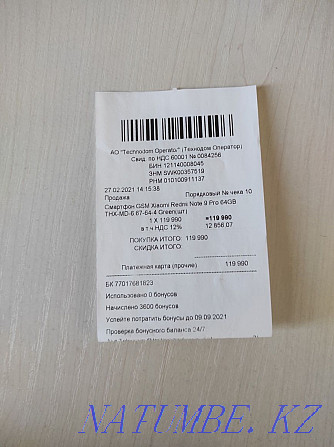 АО "Technodom Operator" (Технодом Оператор)
Свид. по НДС 60001 № 0084256
БИН 121140008045
ЗНМ SWK00357519
РНМ 010100911137
27.02.2021 14:15:38
Порядковый № чека 10
Продажа
Смартфон GSM Xiaomi Redmi Note 9 Pro 64GB
THX-MD-6.67-64-4 Green(шт)
1 X 119 990 =119 990
в т.ч НДС 12% 12 856,07
ПОКУПКА ИТОГО: 119 990
СКИДКА ИТОГО:
Платежная карта (прочие) 119 990
БК 77017681823
Использовано 0 бонусов
Начислено 3600 бонусов
Успейте потратить бонусы до 09.09.2021
Проверка бонусного баланса 24/7
NATUMBE.KZ